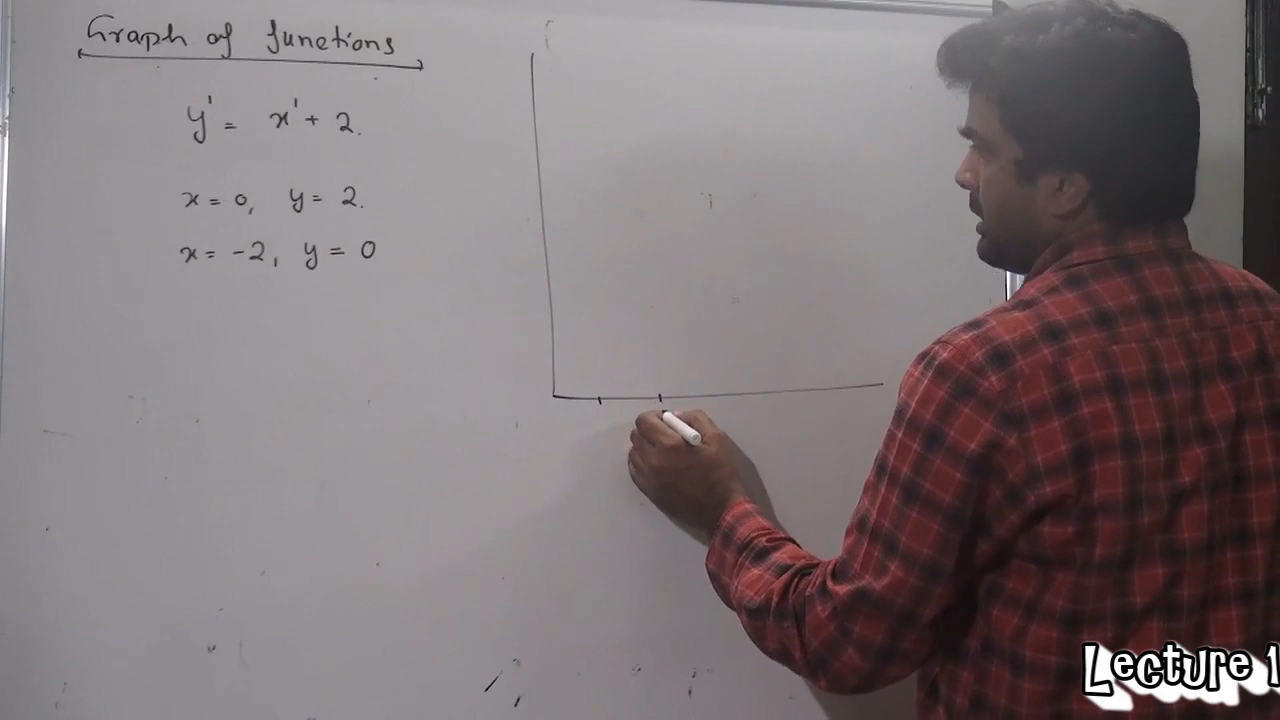 Graph of functions
y' = x' + 2.
x = 0, y = 2.
x = -2, y = 0
Lecture 1